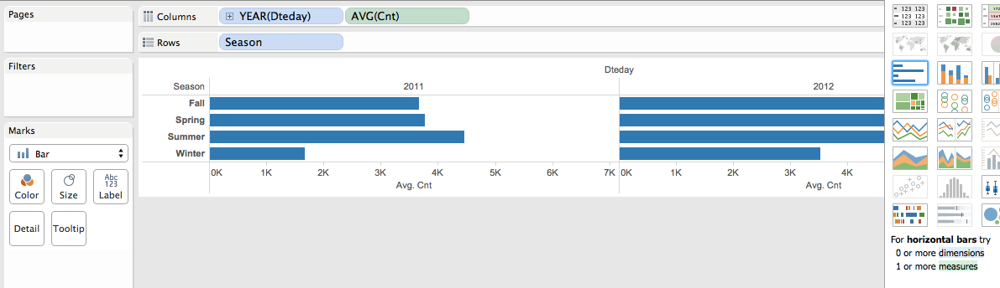 Pages
Columns
YEAR(Dteday)
AVG(Cnt)
Rows
Season
Filters
Marks
Bar
Color
Size
Abc
123
Label
Detail
Tooltip
Dteday
Season
2011
2012
Fall
Spring
Summer
Winter
0K 1K 2K 3K 4K 5K 6K 7K
0K 1K 2K 3K 4K
Avg. Cnt
Avg. Cnt
123 123
123 123
123 123
For horizontal bars try
0 or more dimensions
1 or more measures